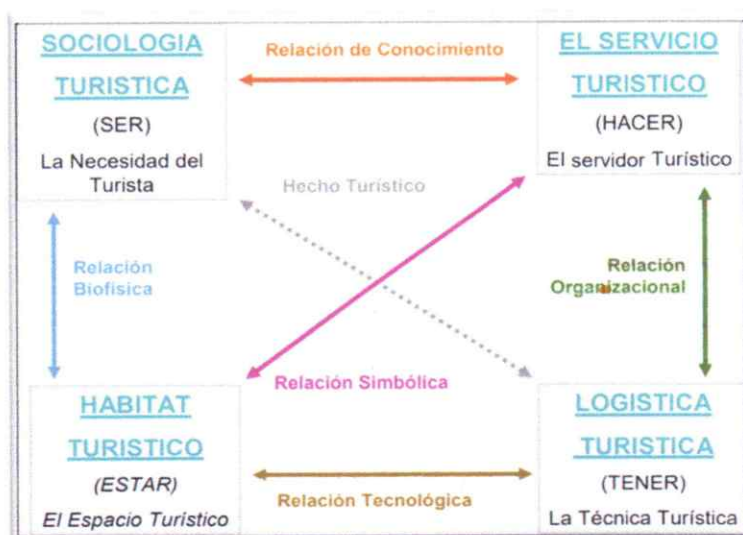 SOCIOLOGIA
TURISTICA
(SER)
La Necesidad del
Turista
Relación de Conocimiento
EL SERVICIO
TURISTICO
(HACER)
El servidor Turístico
Hecho Turístico
Relación
Biofísica
Relación
Organizacional
Relación Simbólica
HABITAT
TURISTICO
(ESTAR)
El Espacio Turístico
Relación Tecnológica
LOGISTICA
TURISTICA
(TENER)
La Técnica Turística